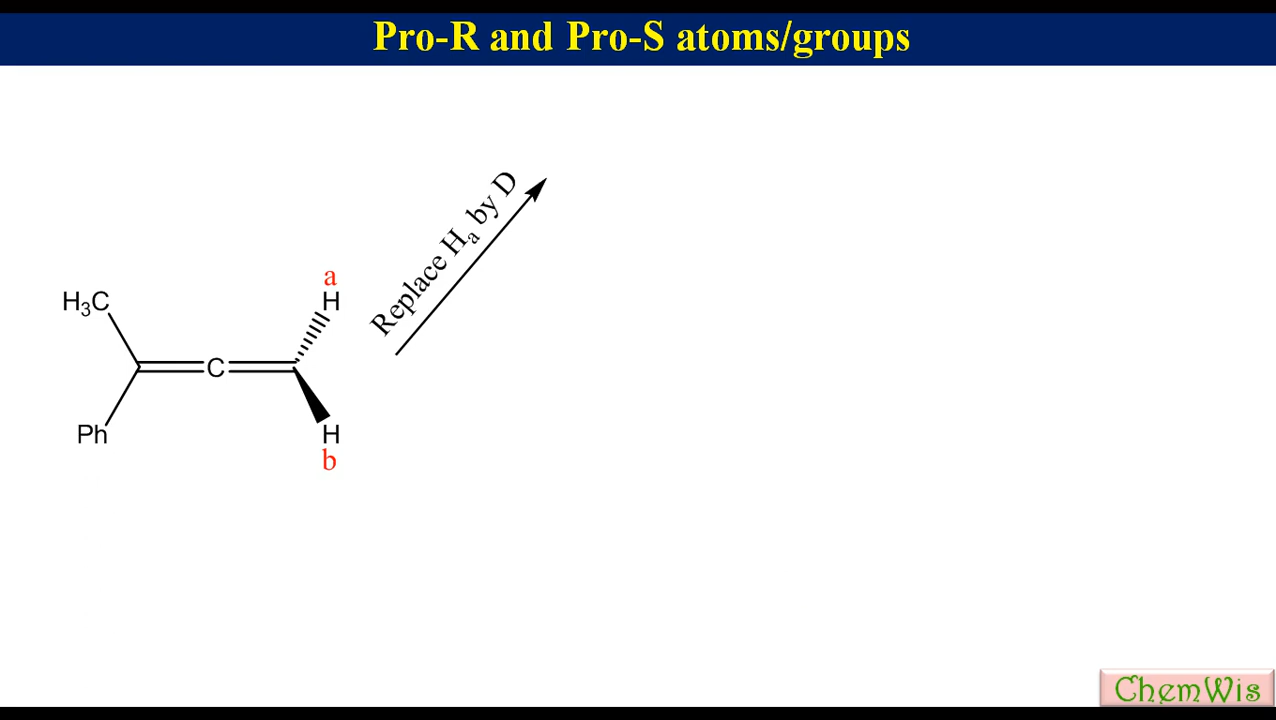 Pro-R and Pro-S atoms/groups
Replace Hₐ by D
a
H₃C
H
C
Ph
H
b
ChemWis